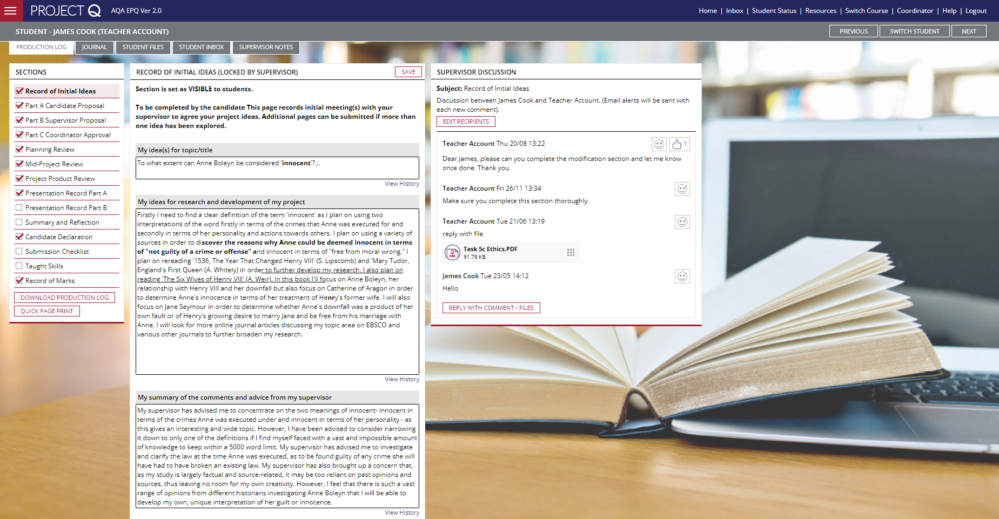 PROJECT Q
AQA EPQ Ver 2.0
Home | Inbox | Student Status | Resources | Switch Course | Coordinator | Help | Logout
STUDENT - JAMES COOK (TEACHER ACCOUNT)
PREVIOUS
SWITCH STUDENT
NEXT
PRODUCTION LOG
JOURNAL
STUDENT FILES
STUDENT INBOX
SUPERVISOR NOTES
SECTIONS
Record of Initial Ideas
Part A Candidate Proposal
Part B Supervisor Proposal
Part C Coordinator Approval
Planning Review
Mid-Project Review
Project Product Review
Presentation Record Part A
Presentation Record Part B
Summary and Reflection
Candidate Declaration
Submission Checklist
Taught Skills
Record of Marks
DOWNLOAD PRODUCTION LOG
QUICK PAGE PRINT
RECORD OF INITIAL IDEAS (LOCKED BY SUPERVISOR)
SAVE
Section is set as VISIBLE to students.
To be completed by the candidate This page records initial meeting(s) with your
supervisor to agree your project ideas. Additional pages can be submitted if more than
one idea has been explored.
My idea(s) for topic/title
To what extent can Anne Boleyn be considered 'innocent'?...
View History
My ideas for research and development of my project
Firstly I need to find a clear definition of the term 'innocent' as I plan on using two
interpretations of the word firstly in terms of the crimes that Anne was executed for and
secondly in terms of her personality and actions towards others. I plan on using a variety of
sources in order to discover the reasons why Anne could be deemed innocent in terms
of "not guilty of a crime or offense" and innocent in terms of "free from moral wrong." I
plan on rereading '1536, The Year That Changed Henry VIII' (S. Lipscomb) and 'Mary Tudor,
England's First Queen (A. Whitely) in order to further develop my research. I also plan on
reading 'The Six Wives of Henry VIII' (A. Weir). In this book I'll focus on Anne Boleyn, her
relationship with Henry VIII and her downfall but also focus on Catherine of Aragon in order
to determine Anne's innocence in terms of her treatment of Henry's former wife. I will also
focus on Jane Seymour in order to determine whether Anne's downfall was a product of her
own fault or of Henry's growing desire to marry Jane and be free from his marriage with
Anne. I will look for more online journal articles discussing my topic area on EBSCO and
various other journals to further broaden my research.
View History
My summary of the comments and advice from my supervisor
My supervisor has advised me to concentrate on the two meanings of innocent- innocent in
terms of the crimes Anne was executed under and innocent in terms of her personality - as
this gives an interesting and wide topic. However, I have been advised to consider narrowing
it down to only one of the definitions if I find myself faced with a vast and impossible amount
of knowledge to keep within a 5000 word limit. My supervisor has advised me to investigate
and clarify the law at the time Anne was executed, as to be found guilty of any crime she will
have had to have broken an existing law. My supervisor has also brought up a concern that,
as my study is largely factual and source-related, it may be too reliant on past opinions and
sources, thus leaving no room for my own creativity. However, I feel that there is such a vast
range of opinions from different historians investigating Anne Boleyn that I will be able to
develop my own, unique interpretation of her guilt or innocence.
View History
SUPERVISOR DISCUSSION
Subject: Record of Initial Ideas
Discussion between James Cook and Teacher Account. (Email alerts will be sent with
each new comment).
EDIT RECIPIENTS
Teacher Account Thu 20/08 13:22
1
Dear James, please can you complete the modification section and let me know
once done. Thank you.
Teacher Account Fri 26/11 13:34
Make sure you complete this section thoroughly.
Teacher Account Tue 21/06 13:19
reply with file
PDF
Task 5c Ethics.PDF
91.78 KB
James Cook Tue 23/05 14:12
Hello
REPLY WITH COMMENT / FILES